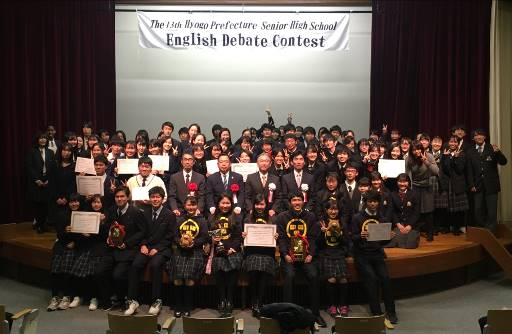 The 13th Hyogo Prefecture Senior High School
English Debate Contest